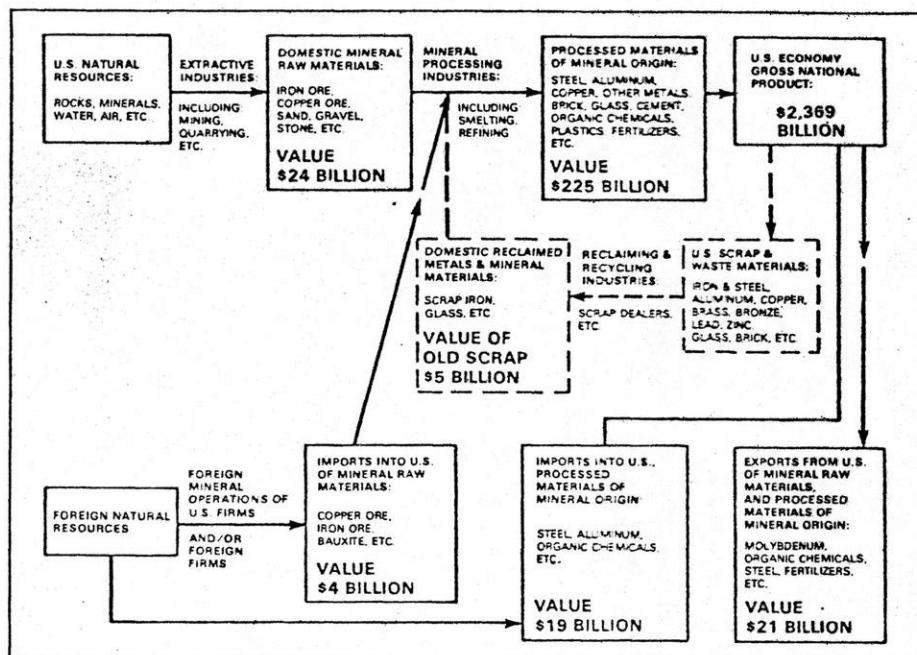 U.S. NATURAL
RESOURCES:
ROCKS, MINERALS,
WATER, AIR, ETC.
EXTRACTIVE
INDUSTRIES:
INCLUDING
MINING,
QUARRYING,
ETC.
DOMESTIC MINERAL
RAW MATERIALS:
IRON ORE,
COPPER ORE,
SAND, GRAVEL,
STONE, ETC.
VALUE
$24 BILLION
MINERAL
PROCESSING
INDUSTRIES:
INCLUDING
SMELTING,
REFINING
PROCESSED MATERIALS
OF MINERAL ORIGIN:
STEEL, ALUMINUM,
COPPER, OTHER METALS,
BRICK, GLASS, CEMENT,
ORGANIC CHEMICALS,
PLASTICS, FERTILIZERS,
ETC.
VALUE
$225 BILLION
U.S. ECONOMY
GROSS NATIONAL
PRODUCT:
$2,369
BILLION
DOMESTIC RECLAIMED
METALS & MINERAL
MATERIALS:
SCRAP IRON,
GLASS, ETC
VALUE OF
OLD SCRAP
$5 BILLION
RECLAIMING &
RECYCLING
INDUSTRIES:
SCRAP DEALERS,
ETC.
U.S. SCRAP &
WASTE MATERIALS:
IRON & STEEL,
ALUMINUM, COPPER,
BRASS, BRONZE,
LEAD, ZINC,
GLASS, BRICK, ETC.
FOREIGN NATURAL
RESOURCES
FOREIGN
MINERAL
OPERATIONS OF
U.S. FIRMS
AND/OR
FOREIGN
FIRMS
IMPORTS INTO U.S.
OF MINERAL RAW
MATERIALS:
COPPER ORE,
IRON ORE,
BAUXITE, ETC.
VALUE
$4 BILLION
IMPORTS INTO U.S.,
PROCESSED
MATERIALS OF
MINERAL ORIGIN:
STEEL, ALUMINUM,
ORGANIC CHEMICALS,
ETC.
VALUE
$19 BILLION
EXPORTS FROM U.S.
OF MINERAL RAW
MATERIALS,
AND PROCESSED
MATERIALS OF
MINERAL ORIGIN:
MOLYBDENUM,
ORGANIC CHEMICALS,
STEEL, FERTILIZERS,
ETC.
VALUE
$21 BILLION